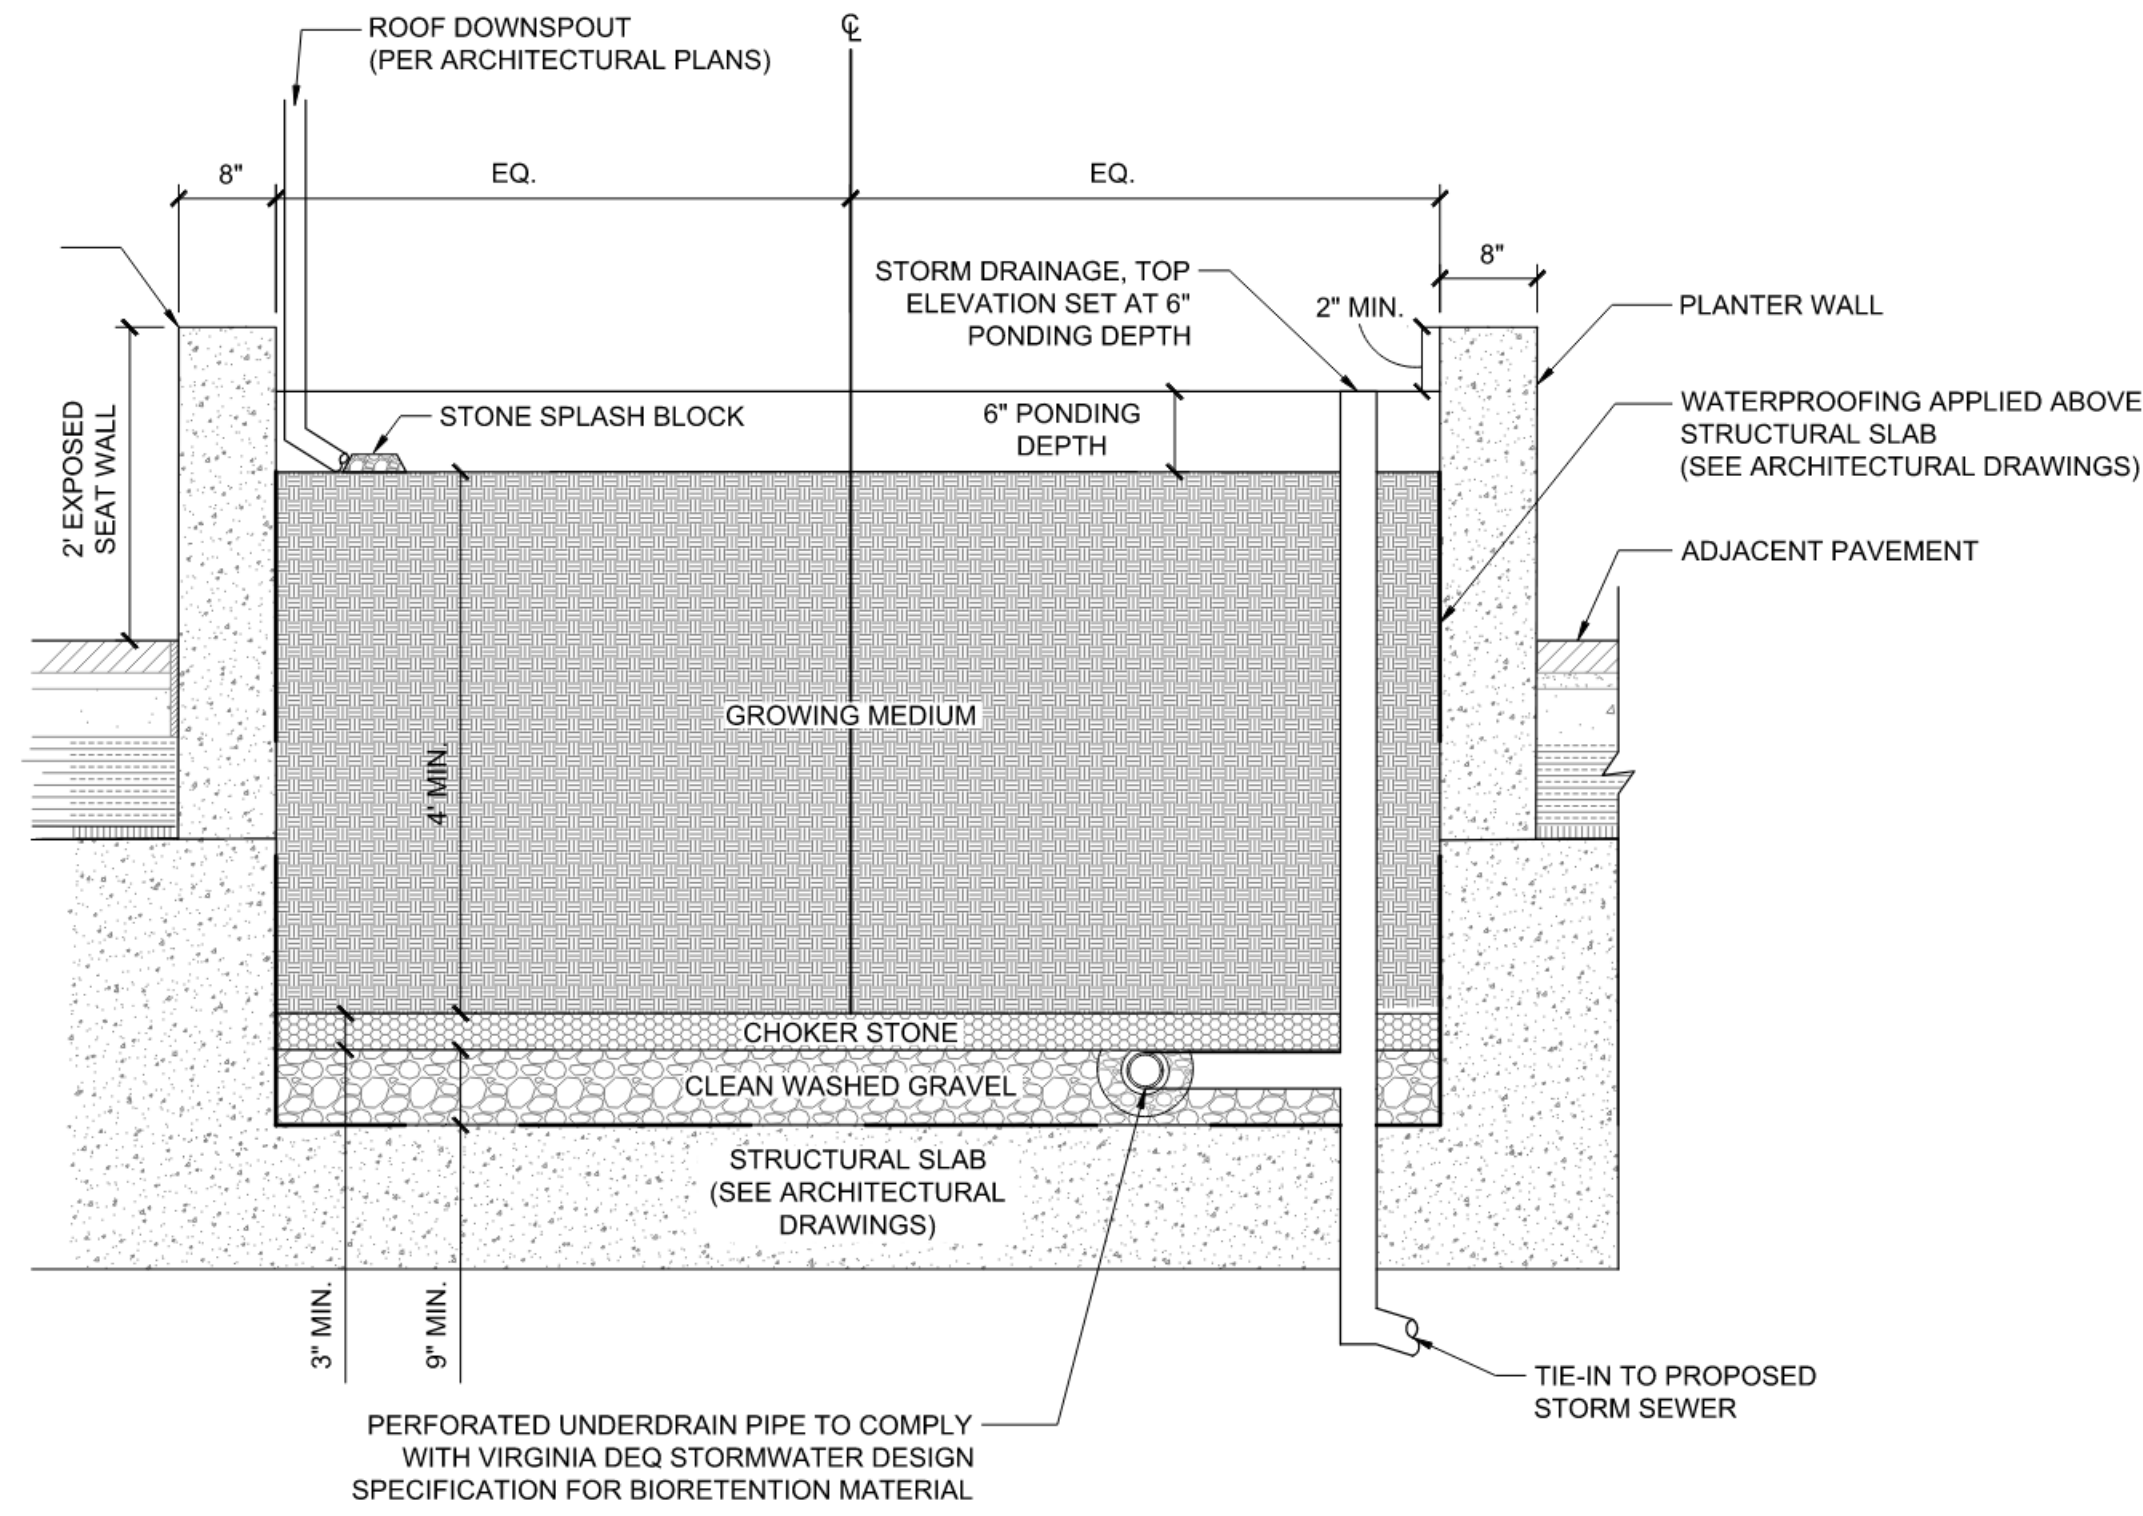 ROOF DOWNSPOUT
(PER ARCHITECTURAL PLANS)
℄
8"
EQ.
EQ.
8"
STORM DRAINAGE, TOP
ELEVATION SET AT 6"
PONDING DEPTH
2" MIN.
PLANTER WALL
2' EXPOSED
SEAT WALL
STONE SPLASH BLOCK
6" PONDING
DEPTH
WATERPROOFING APPLIED ABOVE
STRUCTURAL SLAB
(SEE ARCHITECTURAL DRAWINGS)
ADJACENT PAVEMENT
GROWING MEDIUM
4' MIN.
CHOKER STONE
CLEAN WASHED GRAVEL
STRUCTURAL SLAB
(SEE ARCHITECTURAL
DRAWINGS)
3" MIN.
9" MIN.
TIE-IN TO PROPOSED
STORM SEWER
PERFORATED UNDERDRAIN PIPE TO COMPLY
WITH VIRGINIA DEQ STORMWATER DESIGN
SPECIFICATION FOR BIORETENTION MATERIAL